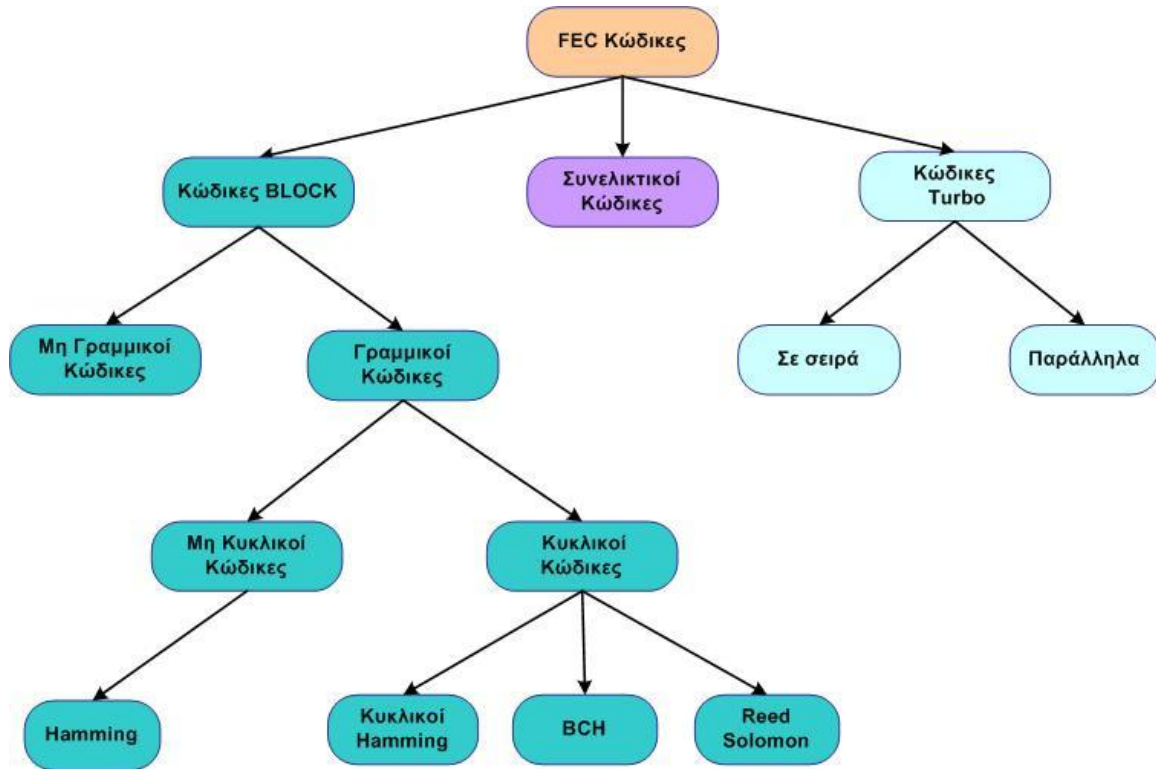 FEC Κώδικες
Κώδικες BLOCK
Συνελικτικοί
Κώδικες
Κώδικες
Turbo
Μη Γραμμικοί
Κώδικες
Γραμμικοί
Κώδικες
Σε σειρά
Παράλληλα
Μη Κυκλικοί
Κώδικες
Κυκλικοί
Κώδικες
Hamming
Κυκλικοί
Hamming
BCH
Reed
Solomon